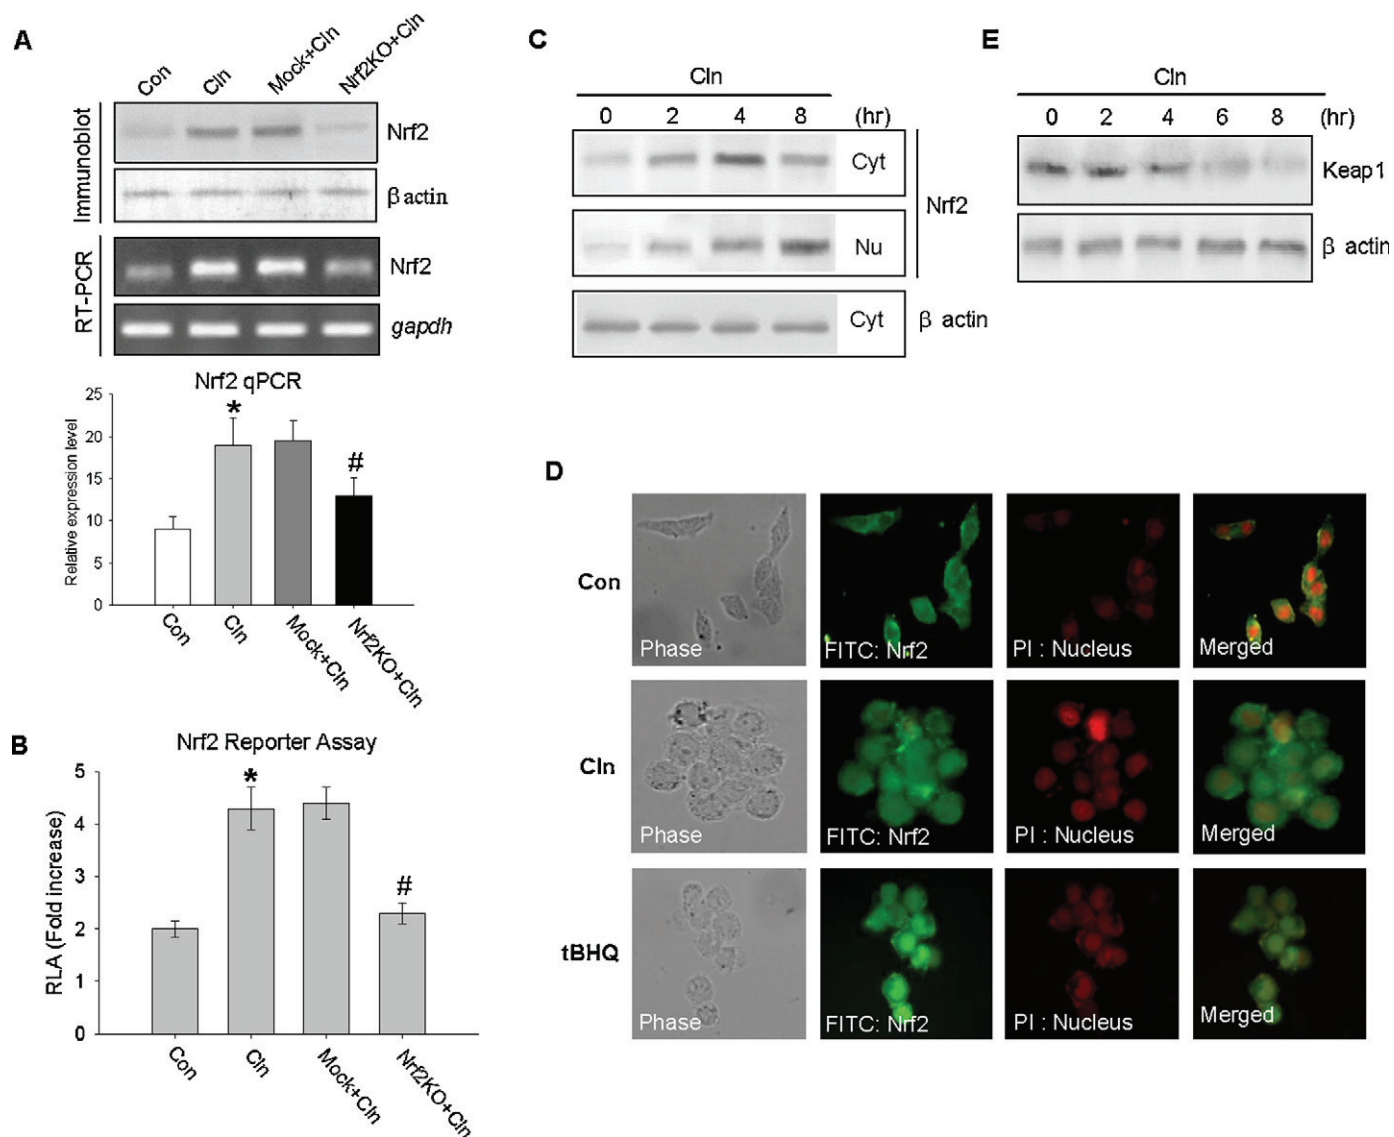 A
Con
Cln
Mock+Cln
Nrf2KO+Cln
Immunoblot
Nrf2
β actin
RT-PCR
Nrf2
gapdh
Nrf2 qPCR
Relative expression level
25
20
15
10
5
0
*
#
Con
Cln
Mock+Cln
Nrf2KO+Cln
B
Nrf2 Reporter Assay
RLA (Fold increase)
5
4
3
2
1
0
*
#
Con
Cln
Mock+Cln
Nrf2KO+Cln
C
Cln
0 2 4 8 (hr)
Cyt
Nu
Nrf2
Cyt β actin
E
Cln
0 2 4 6 8 (hr)
Keap1
β actin
D
Con
Phase FITC: Nrf2 PI : Nucleus Merged
Cln
Phase FITC: Nrf2 PI : Nucleus Merged
tBHQ
Phase FITC: Nrf2 PI : Nucleus Merged